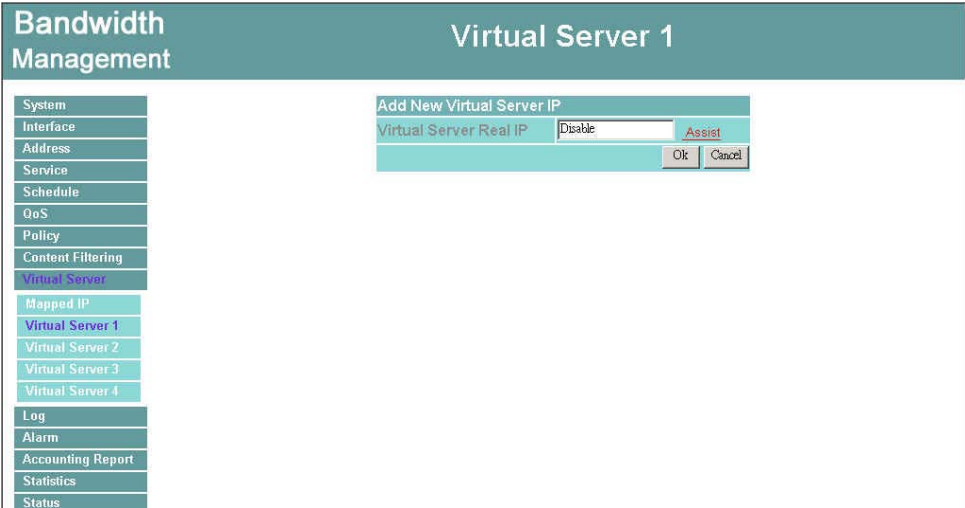 Bandwidth
Management
Virtual Server 1
System
Interface
Address
Service
Schedule
QoS
Policy
Content Filtering
Virtual Server
Mapped IP
Virtual Server 1
Virtual Server 2
Virtual Server 3
Virtual Server 4
Log
Alarm
Accounting Report
Statistics
Status
Add New Virtual Server IP
Virtual Server Real IP Disable Assist
Ok Cancel